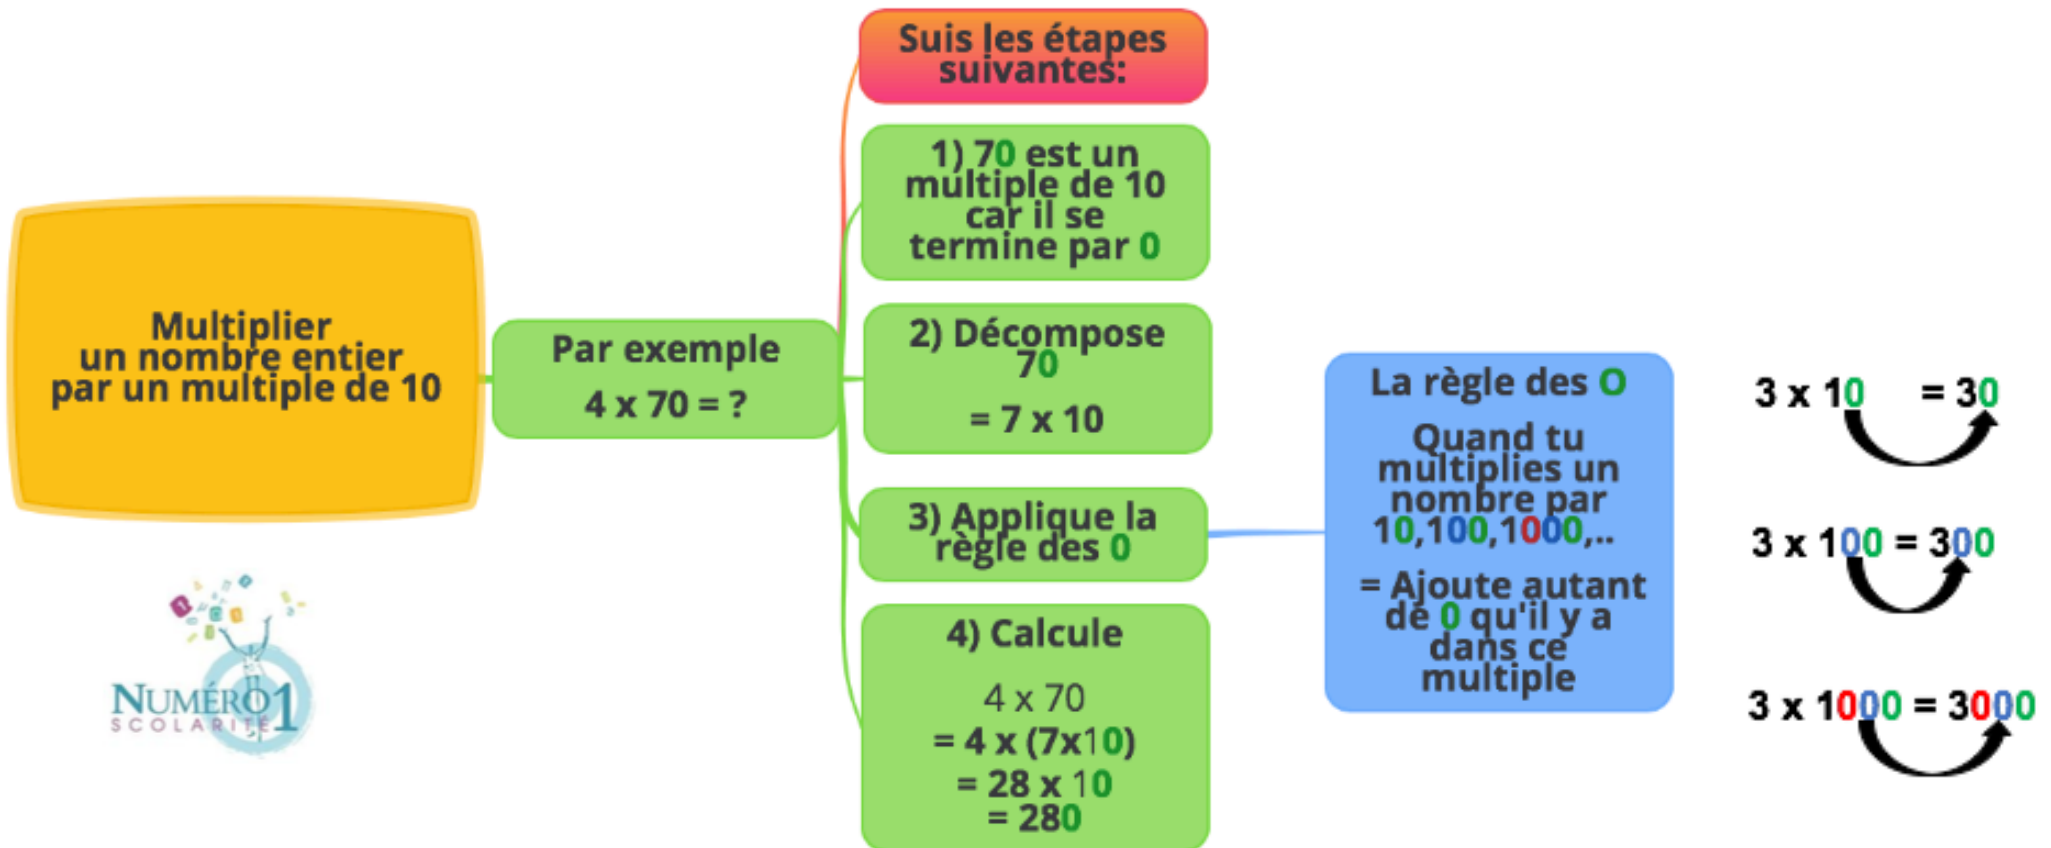 Multiplier
un nombre entier
par un multiple de 10
Par exemple
4 x 70 = ?
Suis les étapes
suivantes:
1) 70 est un
multiple de 10
car il se
termine par 0
2) Décompose
70
= 7 x 10
3) Applique la
règle des 0
4) Calcule
4 x 70
= 4 x (7x10)
= 28 x 10
= 280
La règle des O
Quand tu
multiplies un
nombre par
10,100,1000,..
= Ajoute autant
de 0 qu'il y a
dans ce
multiple
3 x 10 = 30
3 x 100 = 300
3 x 1000 = 3000
NUMÉRO1
SCOLARITÉ